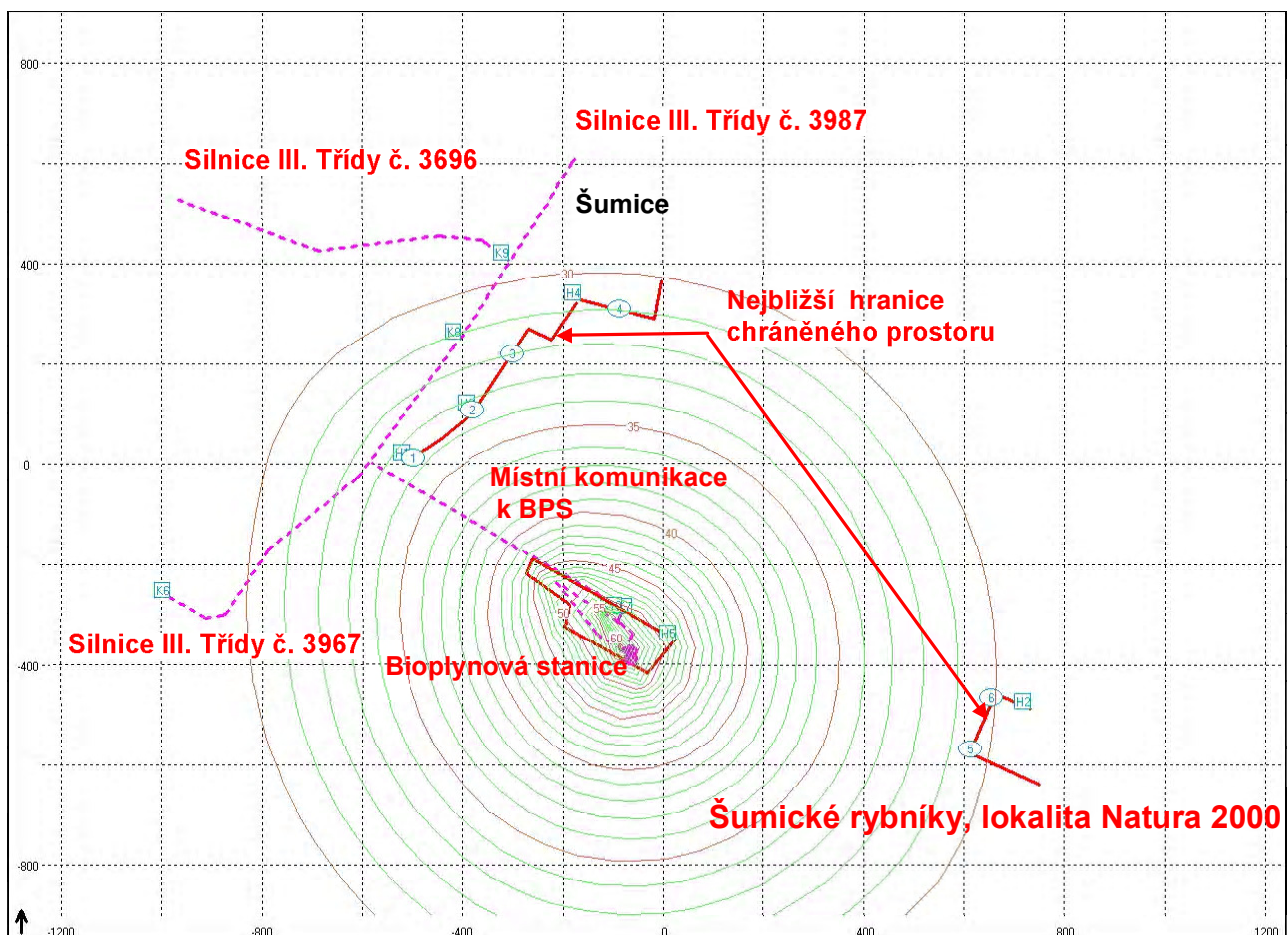 800
Silnice III. Třídy č. 3987
Silnice III. Třídy č. 3696
Šumice
K9
400
30
H4
4
Nejbližší hranice
chráněného prostoru
K8
3
2
35
H1
1
0
Místní komunikace
k BPS
40
45
K6
50
55
H5
60
Silnice III. Třídy č. 3967
-400
Bioplynová stanice
6
H2
5
Šumické rybníky, lokalita Natura 2000
-800
-1200
-800
-400
0
400
800
1200